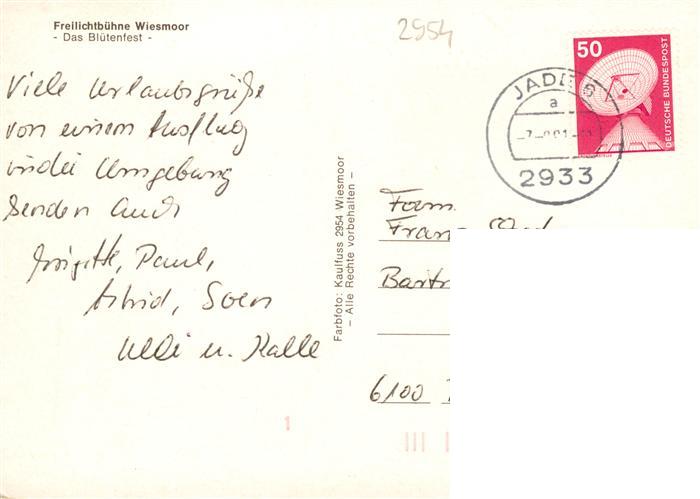 Freilichtbühne Wiesmoor
- Das Blütenfest -
2954
Viele Urlaubsgrüße
von einem Ausflug
in die Umgebung
senden Euch
Brigitte, Paul,
Astrid, Soen
Ulli u. Kalle
Farbfoto: Kaulfuss 2954 Wiesmoor
- Alle Rechte vorbehalten -
50
DEUTSCHE BUNDESPOST
JADE
a
2933
Fam.
6100
1